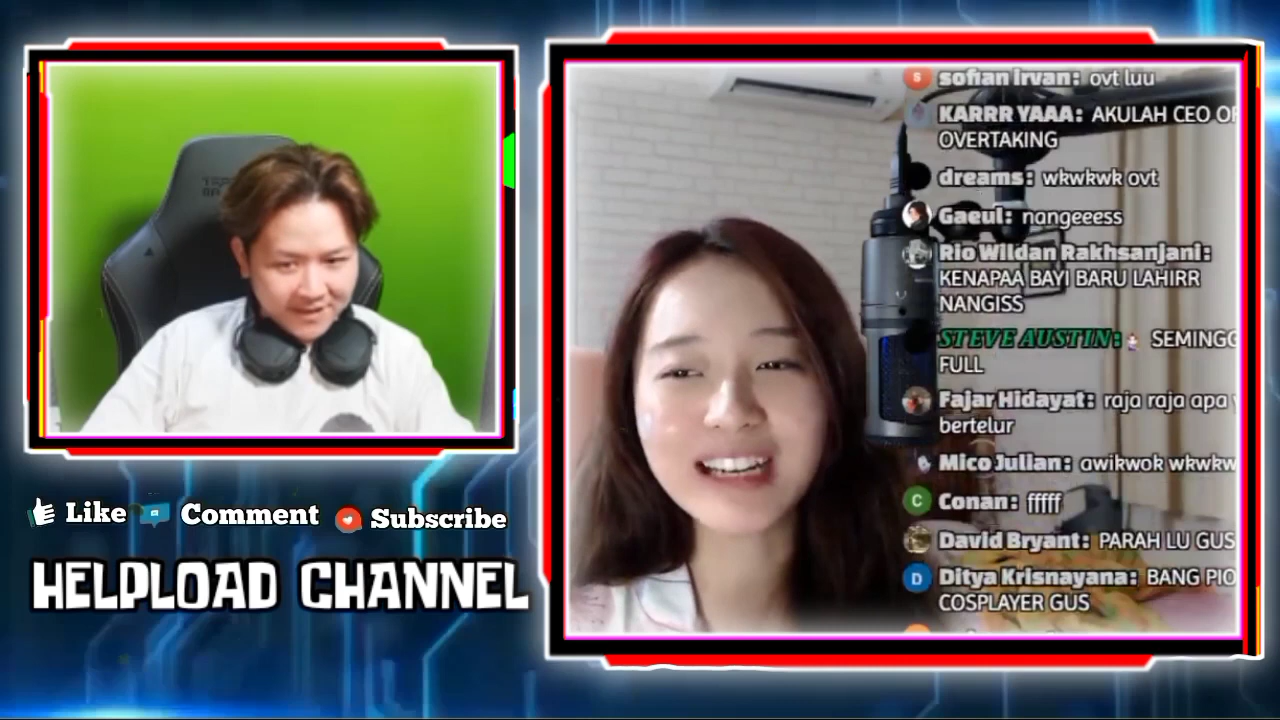 Like
Comment
Subscribe
HELPLOAD CHANNEL
S
sofian irvan: ovt luu
KARRR YAAA: AKULAH CEO OF
OVERTAKING
dreams: wkwkwk ovt
Gaeul: nangeeess
Rio Wildan Rakhsanjani:
KENAPAA BAYI BARU LAHIRR
NANGISS
STEVE AUSTIN: SEMINGG
FULL
Fajar Hidayat: raja raja apa
bertelur
Mico Julian: awikwok wkwkw
C
Conan: fffff
David Bryant: PARAH LU GUS
D
Ditya Krisnayana: BANG PIO
COSPLAYER GUS